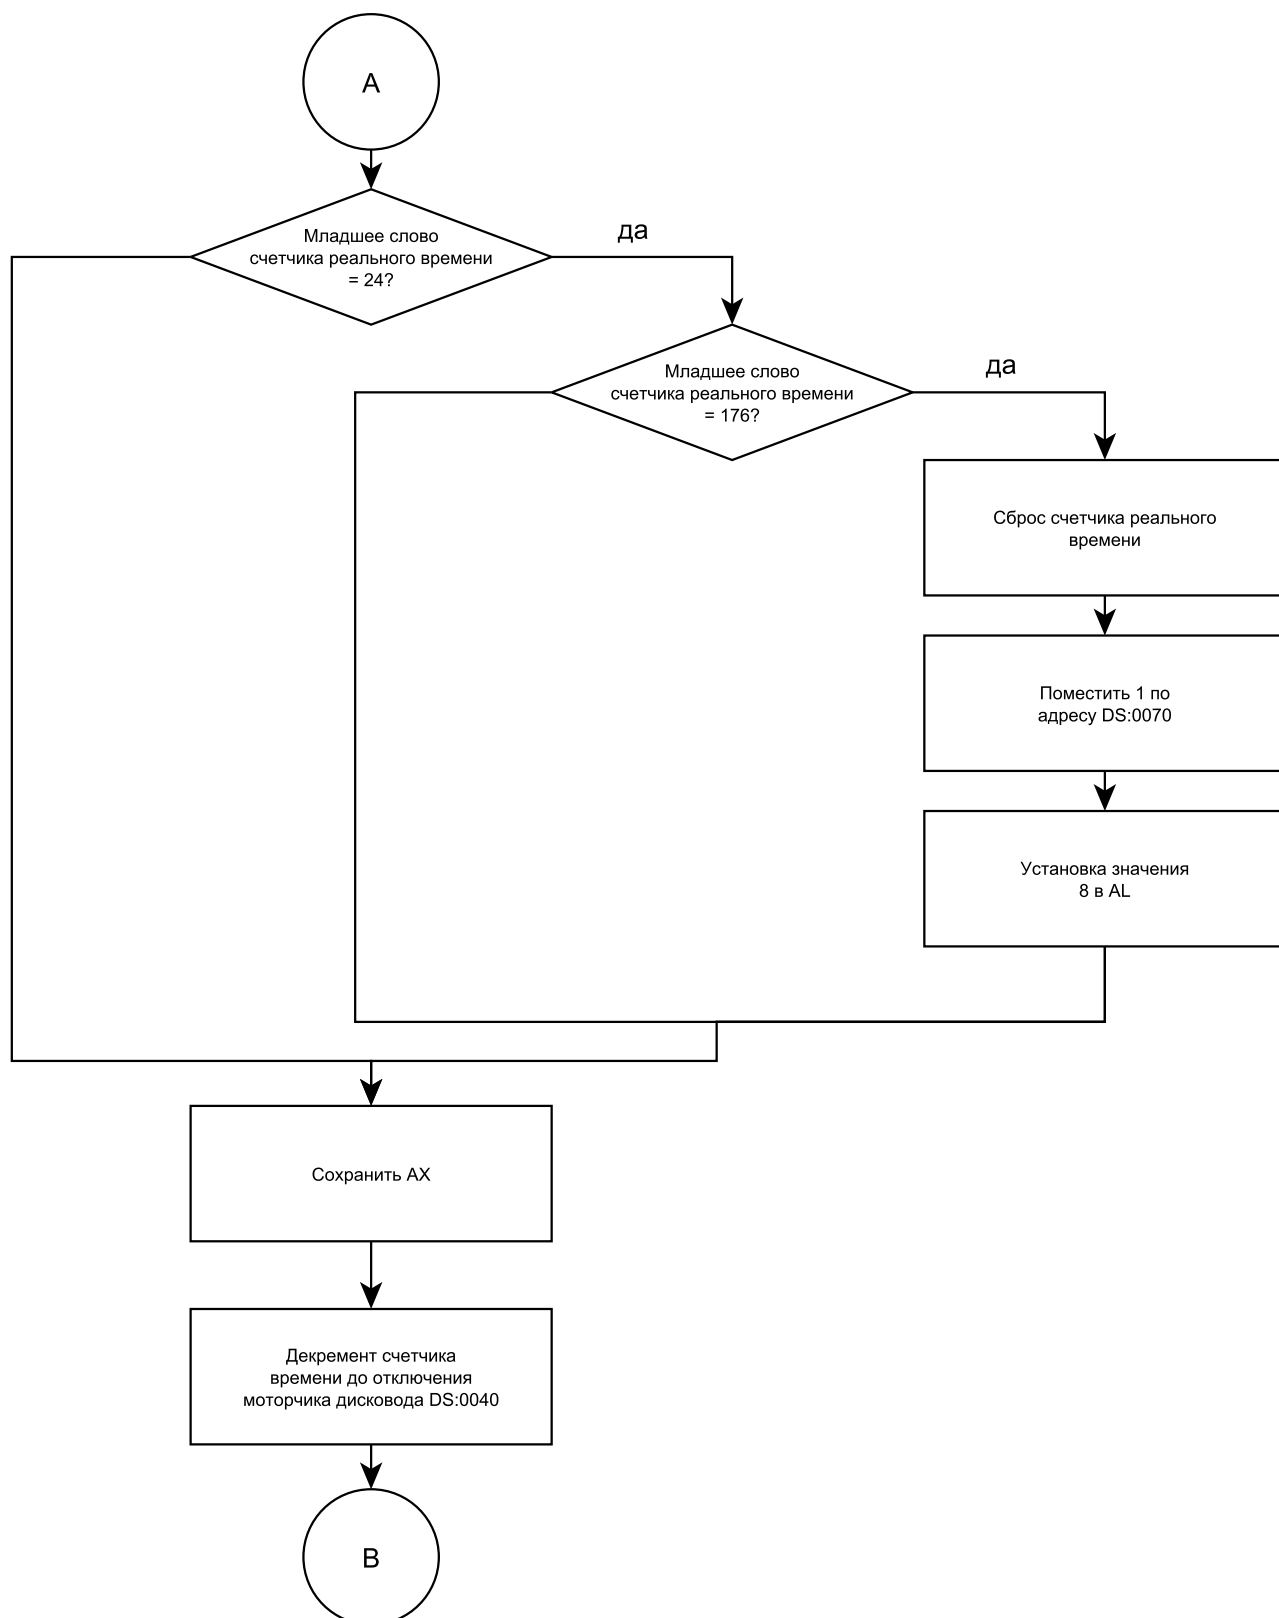 A
Младшее слово
счетчика реального времени
= 24?
да
Младшее слово
счетчика реального времени
= 176?
да
Сброс счетчика реального
времени
Поместить 1 по
адресу DS:0070
Установка значения
8 в AL
Сохранить AX
Декремент счетчика
времени до отключения
моторчика дисковода DS:0040
B